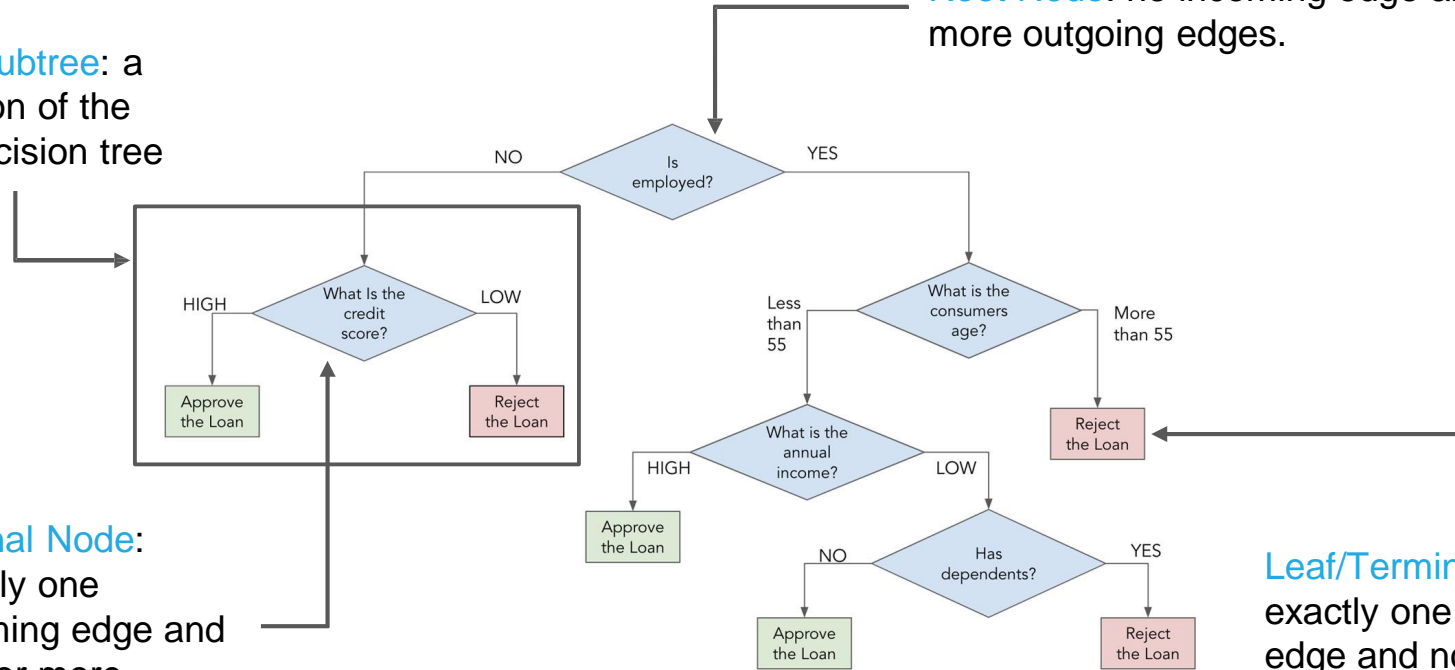 more outgoing edges.
ubtree: a
on of the
cision tree
NO
Is
employed?
YES
HIGH
What Is the
credit
score?
LOW
Approve
the Loan
Reject
the Loan
Less
than
55
What is the
consumers
age?
More
than 55
Reject
the Loan
HIGH
What is the
annual
income?
LOW
Approve
the Loan
NO
Has
dependents?
YES
Approve
the Loan
Reject
the Loan
nal Node:
ly one
ning edge and
Leaf/Termin
exactly one
edge and no